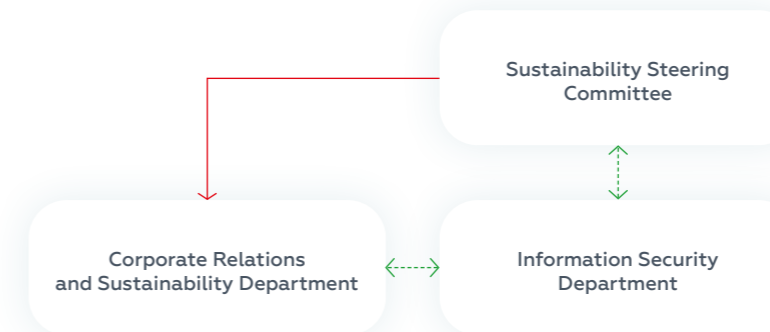 Sustainability Steering
Committee
Corporate Relations
and Sustainability Department
Information Security
Department